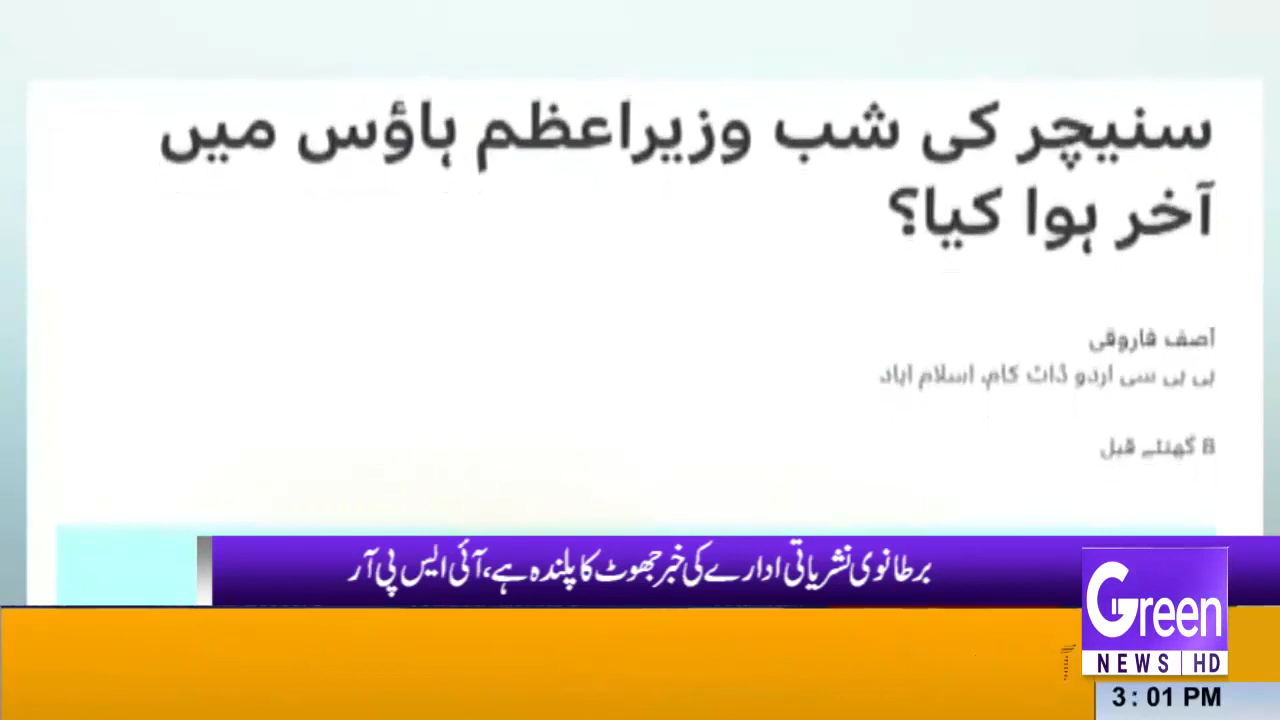 سنیچر کی شب وزیراعظم ہاؤس میں
آخر ہوا کیا؟
آصف فاروقی
بی بی سی اردو ڈاٹ کام، اسلام آباد
8 گھنٹے قبل
برطانوی نشریاتی ادارے کی خبر جھوٹ کا پلندہ ہے، آئی ایس پی آر
Green
NEWS HD
3:01 PM